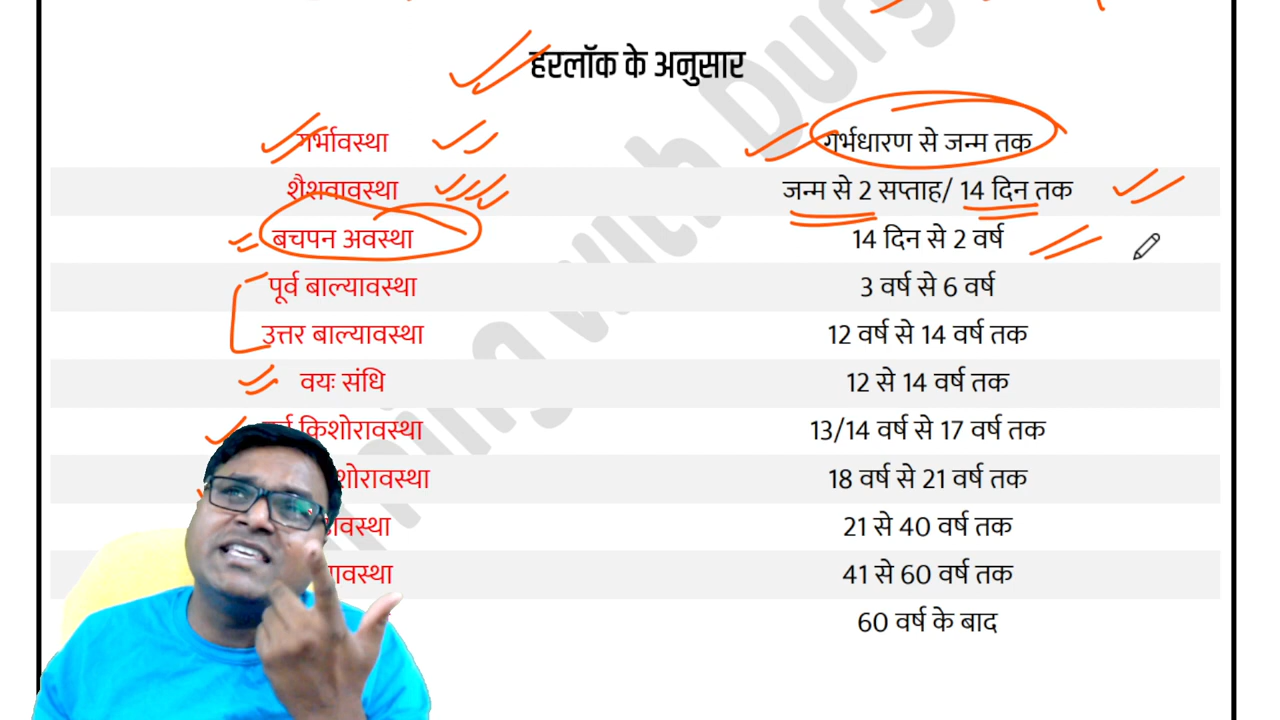 हरलॉक के अनुसार
गर्भावस्था गर्भधारण से जन्म तक
शैशवावस्था जन्म से 2 सप्ताह/ 14 दिन तक
बचपन अवस्था 14 दिन से 2 वर्ष
पूर्व बाल्यावस्था 3 वर्ष से 6 वर्ष
उत्तर बाल्यावस्था 12 वर्ष से 14 वर्ष तक
वयः संधि 12 से 14 वर्ष तक
किशोरावस्था 13/14 वर्ष से 17 वर्ष तक
18 वर्ष से 21 वर्ष तक
21 से 40 वर्ष तक
41 से 60 वर्ष तक
60 वर्ष के बाद
with